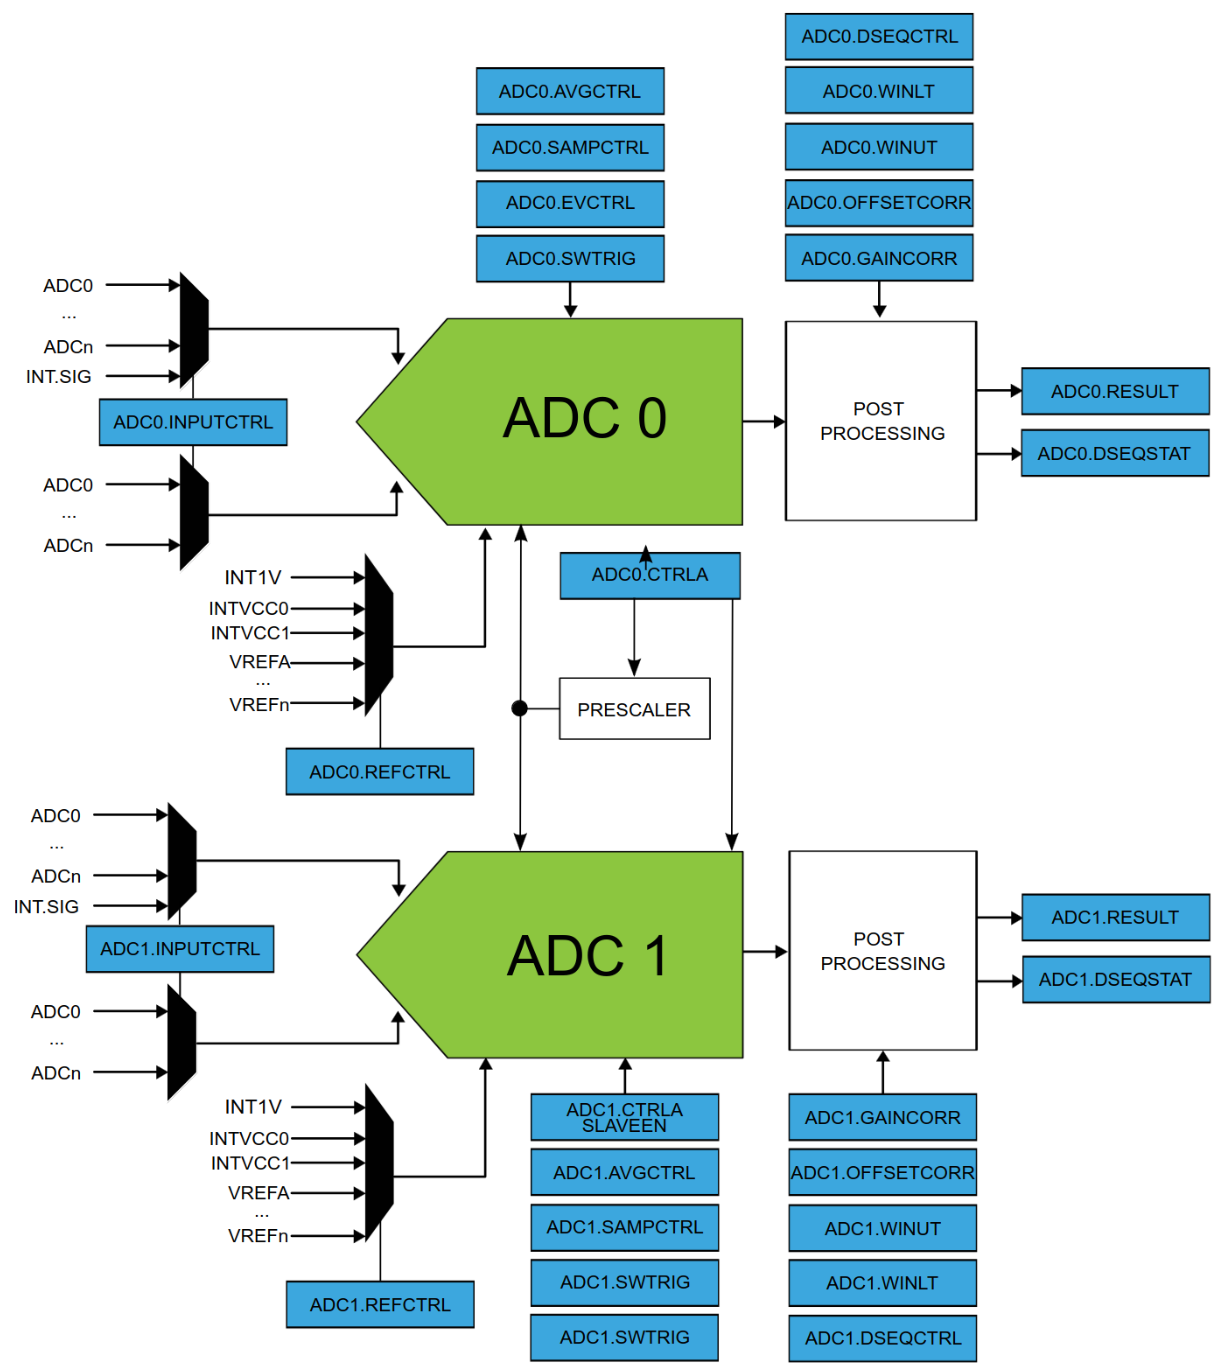 ADC0.DSEQCTRL
ADC0.AVGCTRL
ADC0.WINLT
ADC0.SAMPCTRL
ADC0.WINUT
ADC0.EVCTRL
ADC0.OFFSETCORR
ADC0.SWTRIG
ADC0.GAINCORR
ADC0
...
ADCn
INT.SIG
ADC0.INPUTCTRL
ADC0
...
ADCn
ADC 0
POST
PROCESSING
ADC0.RESULT
ADC0.DSEQSTAT
INT1V
INTVCC0
INTVCC1
VREFA
...
VREFn
ADC0.CTRLA
PRESCALER
ADC0.REFCTRL
ADC0
...
ADCn
INT.SIG
ADC1.INPUTCTRL
ADC0
...
ADCn
ADC 1
POST
PROCESSING
ADC1.RESULT
ADC1.DSEQSTAT
INT1V
INTVCC0
INTVCC1
VREFA
...
VREFn
ADC1.REFCTRL
ADC1.CTRLA
SLAVEEN
ADC1.AVGCTRL
ADC1.SAMPCTRL
ADC1.SWTRIG
ADC1.SWTRIG
ADC1.GAINCORR
ADC1.OFFSETCORR
ADC1.WINUT
ADC1.WINLT
ADC1.DSEQCTRL